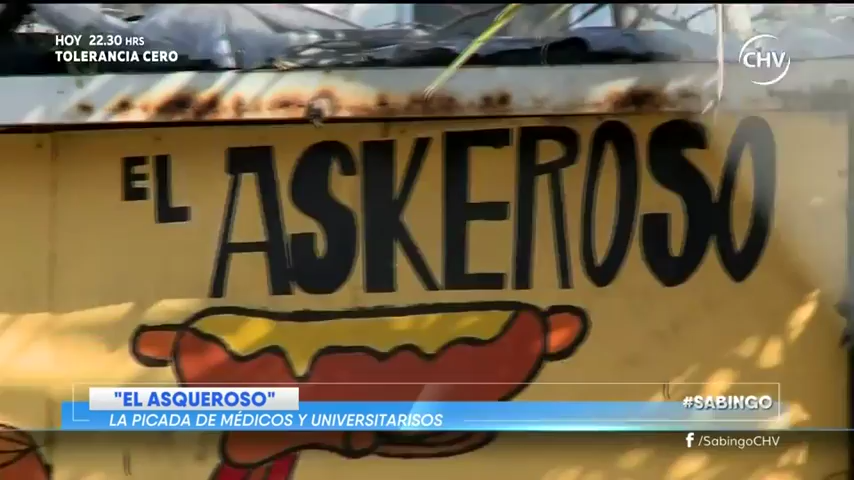 HOY 22.30 HRS
TOLERANCIA CERO
CHV
EL ASKEROSO
"EL ASQUEROSO"
LA PICADA DE MÉDICOS Y UNIVERSITARISOS
#SABINGO
f/SabingoCHV